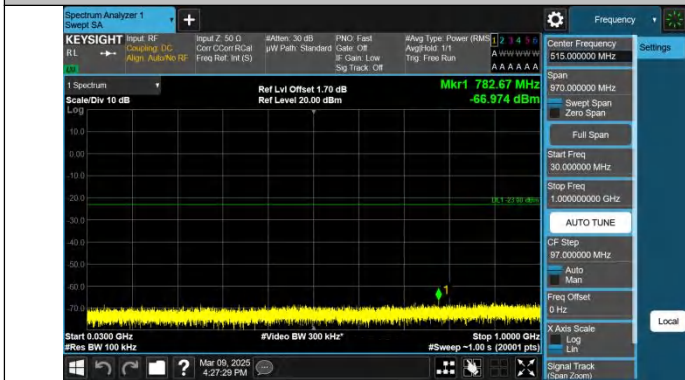 Spectrum Analyzer 1
Swept SA
+
Frequency
KEYSIGHT Input: RF Input Z: 50 Ω #Atten: 30 dB PNO: Fast #Avg Type: Power (RMS 1 2 3 4 5 6
RL Coupling: DC Corr CCorr RCal µW Path: Standard Gate: Off Avg|Hold: 1/1 A W W W W W
Align: Auto/No RF Freq Ref: Int (S) IF Gain: Low Trig: Free Run A A A A A A
Sig Track: Off
1 Spectrum
Scale/Div 10 dB
Log
Ref Lvl Offset 1.70 dB
Ref Level 20.00 dBm
Mkr1 782.67 MHz
-66.974 dBm
10.0
0.00
-10.0
-20.0
-30.0
-40.0
-50.0
-60.0
-70.0
1
Start 0.0300 GHz
#Res BW 100 kHz
#Video BW 300 kHz*
Stop 1.0000 GHz
#Sweep ~1.00 s (20001 pts)
?
Mar 09, 2025
4:27:29 PM
Center Frequency
515.000000 MHz
Span
970.000000 MHz
Swept Span
Zero Span
Full Span
Start Freq
30.000000 MHz
Stop Freq
1.000000000 GHz
AUTO TUNE
CF Step
97.000000 MHz
Auto
Man
Freq Offset
0 Hz
X Axis Scale
Log
Lin
Signal Track
(Span Zoom)
Settings
Local